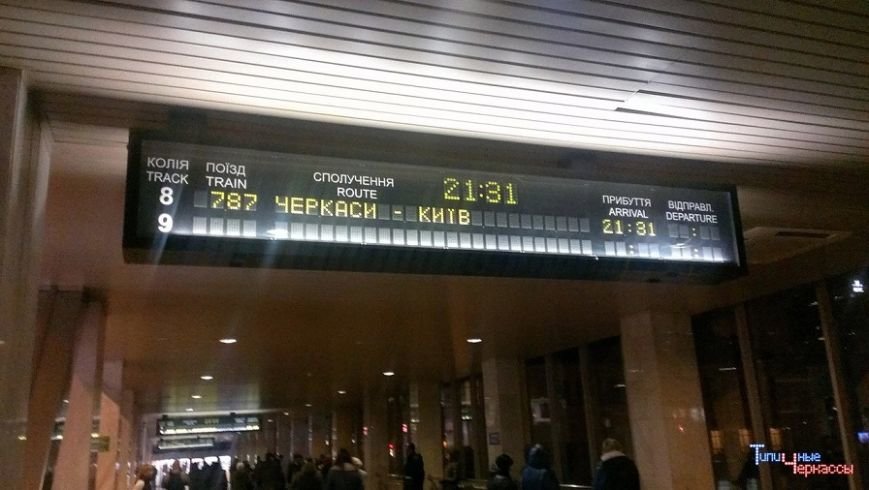 КОЛІЯ ПОЇЗД СПОЛУЧЕННЯ 21:31 ПРИБУТТЯ ВІДПРАВЛ.
TRACK TRAIN ROUTE ARRIVAL DEPARTURE
8 787 ЧЕРКАСИ - КИЇВ 21:31
9
Типичные
Черкассы